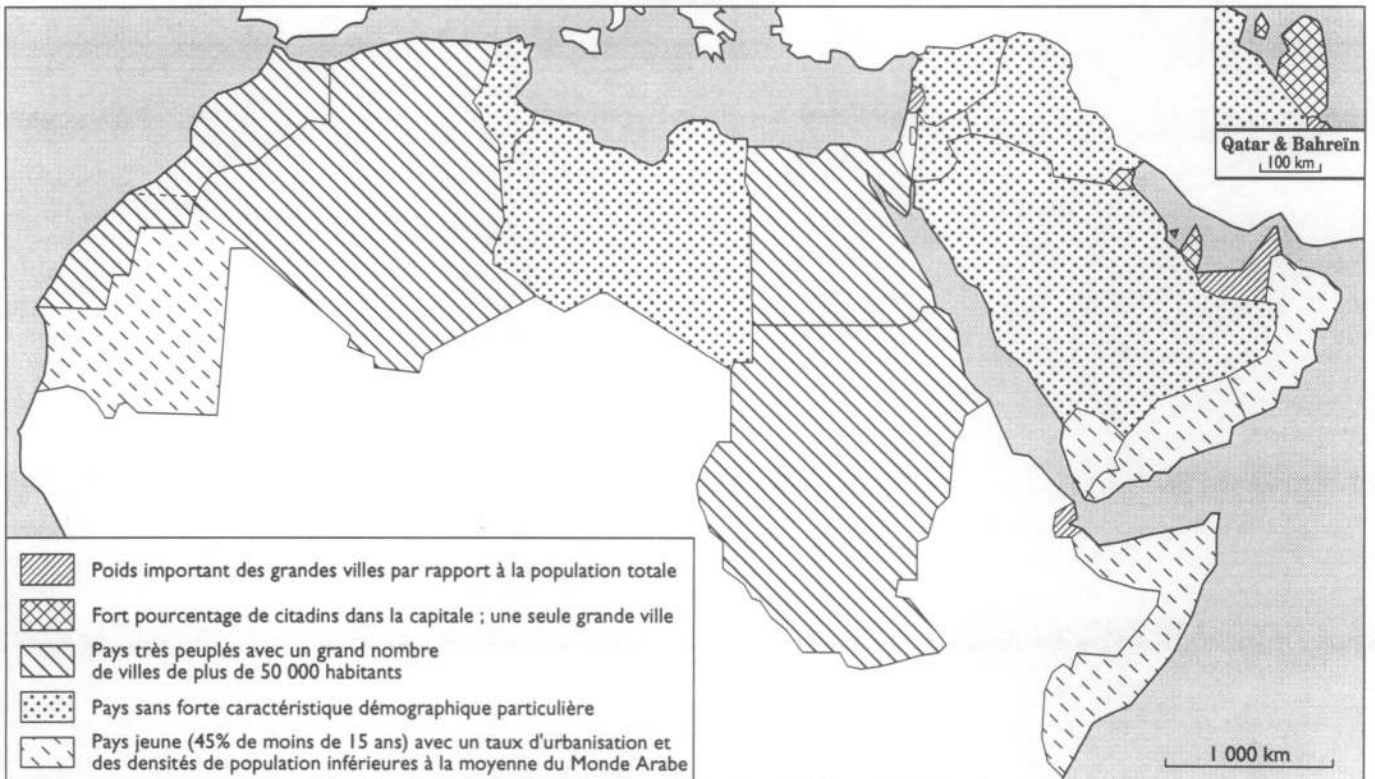 Qatar & Bahreïn
100 km
Poids important des grandes villes par rapport à la population totale
Fort pourcentage de citadins dans la capitale ; une seule grande ville
Pays très peuplés avec un grand nombre
de villes de plus de 50 000 habitants
Pays sans forte caractéristique démographique particulière
Pays jeune (45% de moins de 15 ans) avec un taux d'urbanisation et
des densités de population inférieures à la moyenne du Monde Arabe
1 000 km